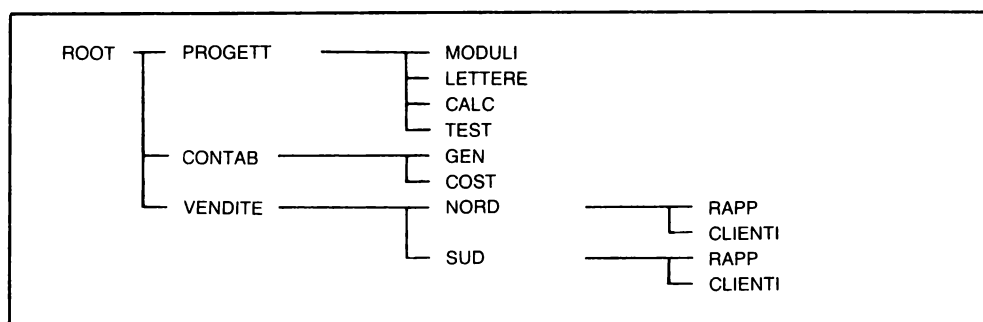 ROOT PROGETT MODULI
LETTERE
CALC
TEST
CONTAB GEN
COST
VENDITE NORD RAPP
CLIENTI
SUD RAPP
CLIENTI